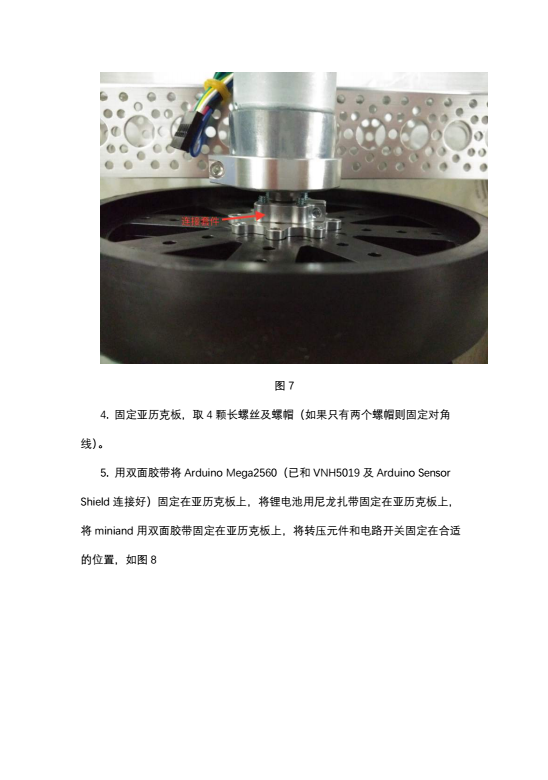 连接套件
图 7
4. 固定亚历克板，取 4 颗长螺丝及螺帽（如果只有两个螺帽则固定对角
线）。
5. 用双面胶带将 Arduino Mega2560（已和 VNH5019 及 Arduino Sensor
Shield 连接好）固定在亚历克板上，将锂电池用尼龙扎带固定在亚历克板上，
将 miniand 用双面胶带固定在亚历克板上，将转压元件和电路开关固定在合适
的位置，如图 8